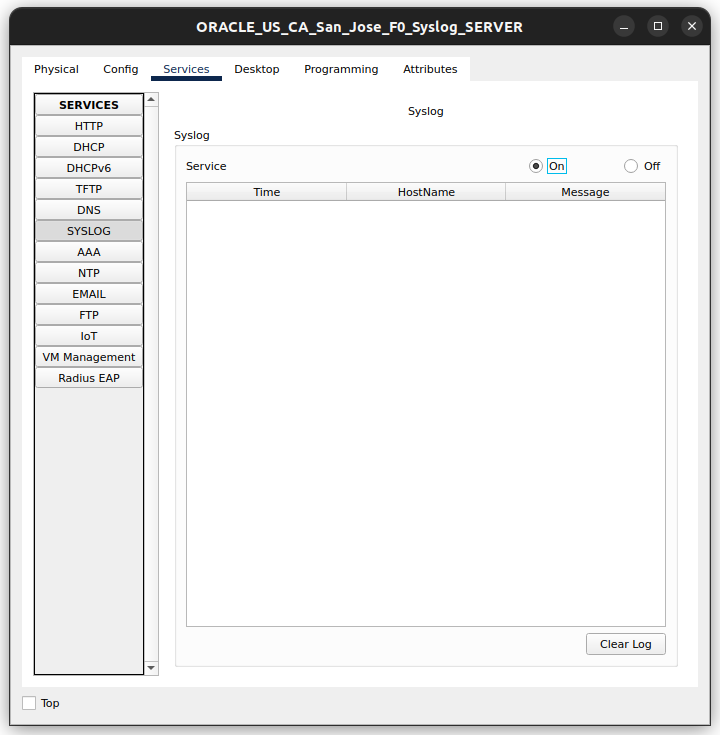 ORACLE_US_CA_San_Jose_F0_Syslog_SERVER
Physical Config Services Desktop Programming Attributes
SERVICES
HTTP
DHCP
DHCPv6
TFTP
DNS
SYSLOG
AAA
NTP
EMAIL
FTP
IoT
VM Management
Radius EAP
Syslog
Syslog
Service On Off
Time HostName Message
Clear Log
Top